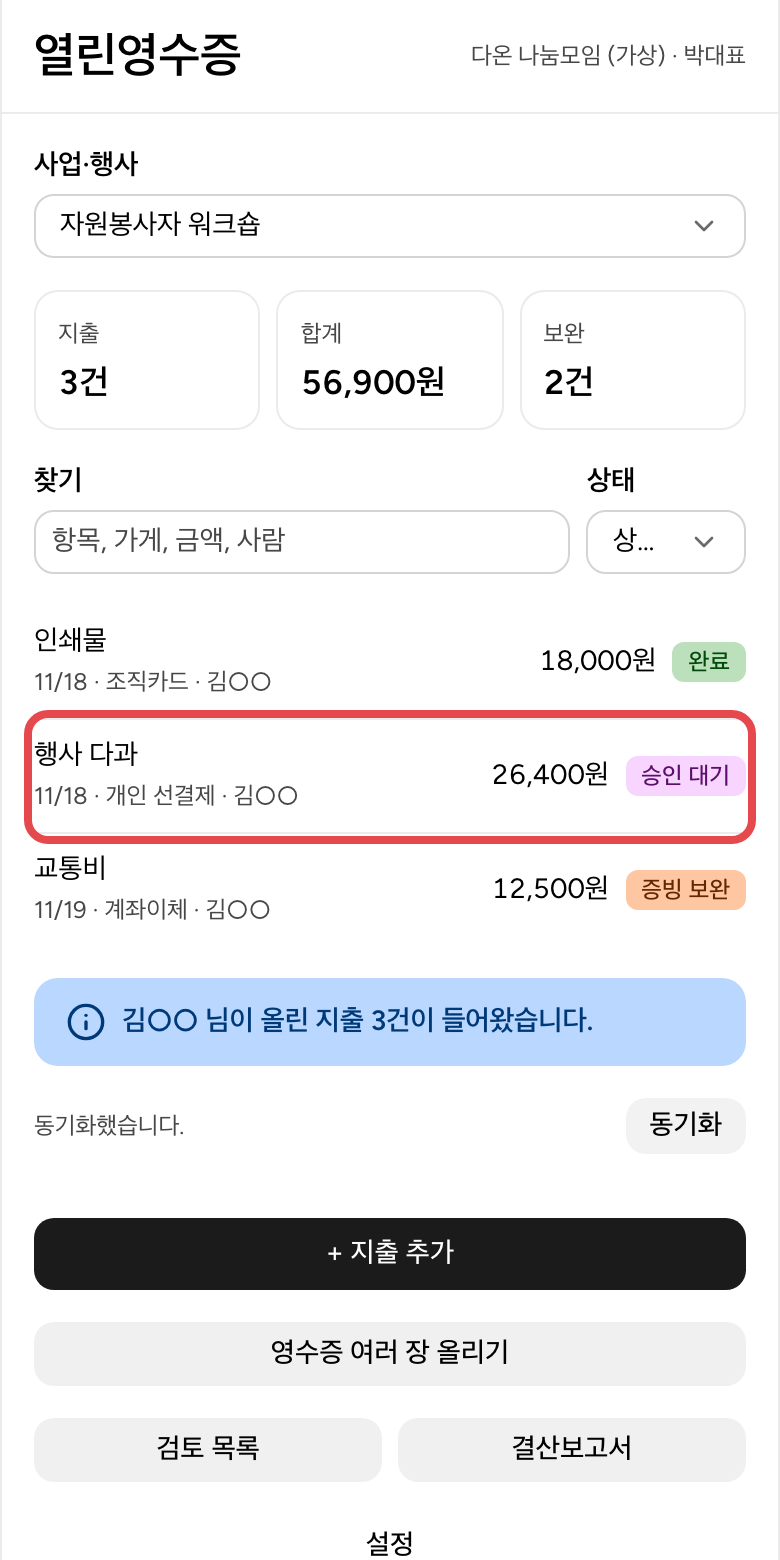 열린영수증
다온 나눔모임 (가상) · 박대표
사업·행사
자원봉사자 워크숍
지출
3건
합계
56,900원
보완
2건
찾기
상태
항목, 가게, 금액, 사람
상...
인쇄물
11/18 · 조직카드 · 김○○
18,000원
완료
행사 다과
11/18 · 개인 선결제 · 김○○
26,400원
승인 대기
교통비
11/19 · 계좌이체 · 김○○
12,500원
증빙 보완
김○○ 님이 올린 지출 3건이 들어왔습니다.
동기화했습니다.
동기화
+ 지출 추가
영수증 여러 장 올리기
검토 목록
결산보고서
설정